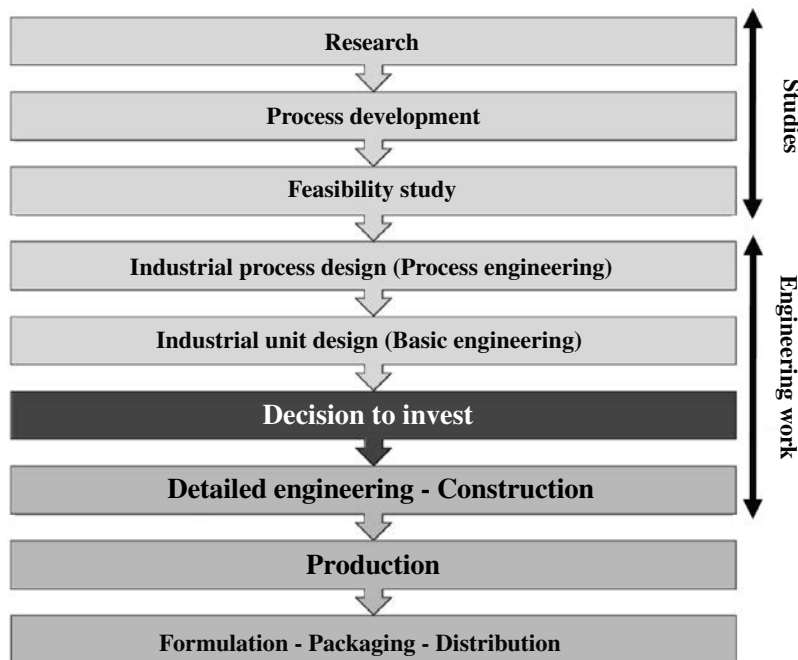 Research
Process development
Feasibility study
Industrial process design (Process engineering)
Industrial unit design (Basic engineering)
Decision to invest
Detailed engineering - Construction
Production
Formulation - Packaging - Distribution
Studies
Engineering work